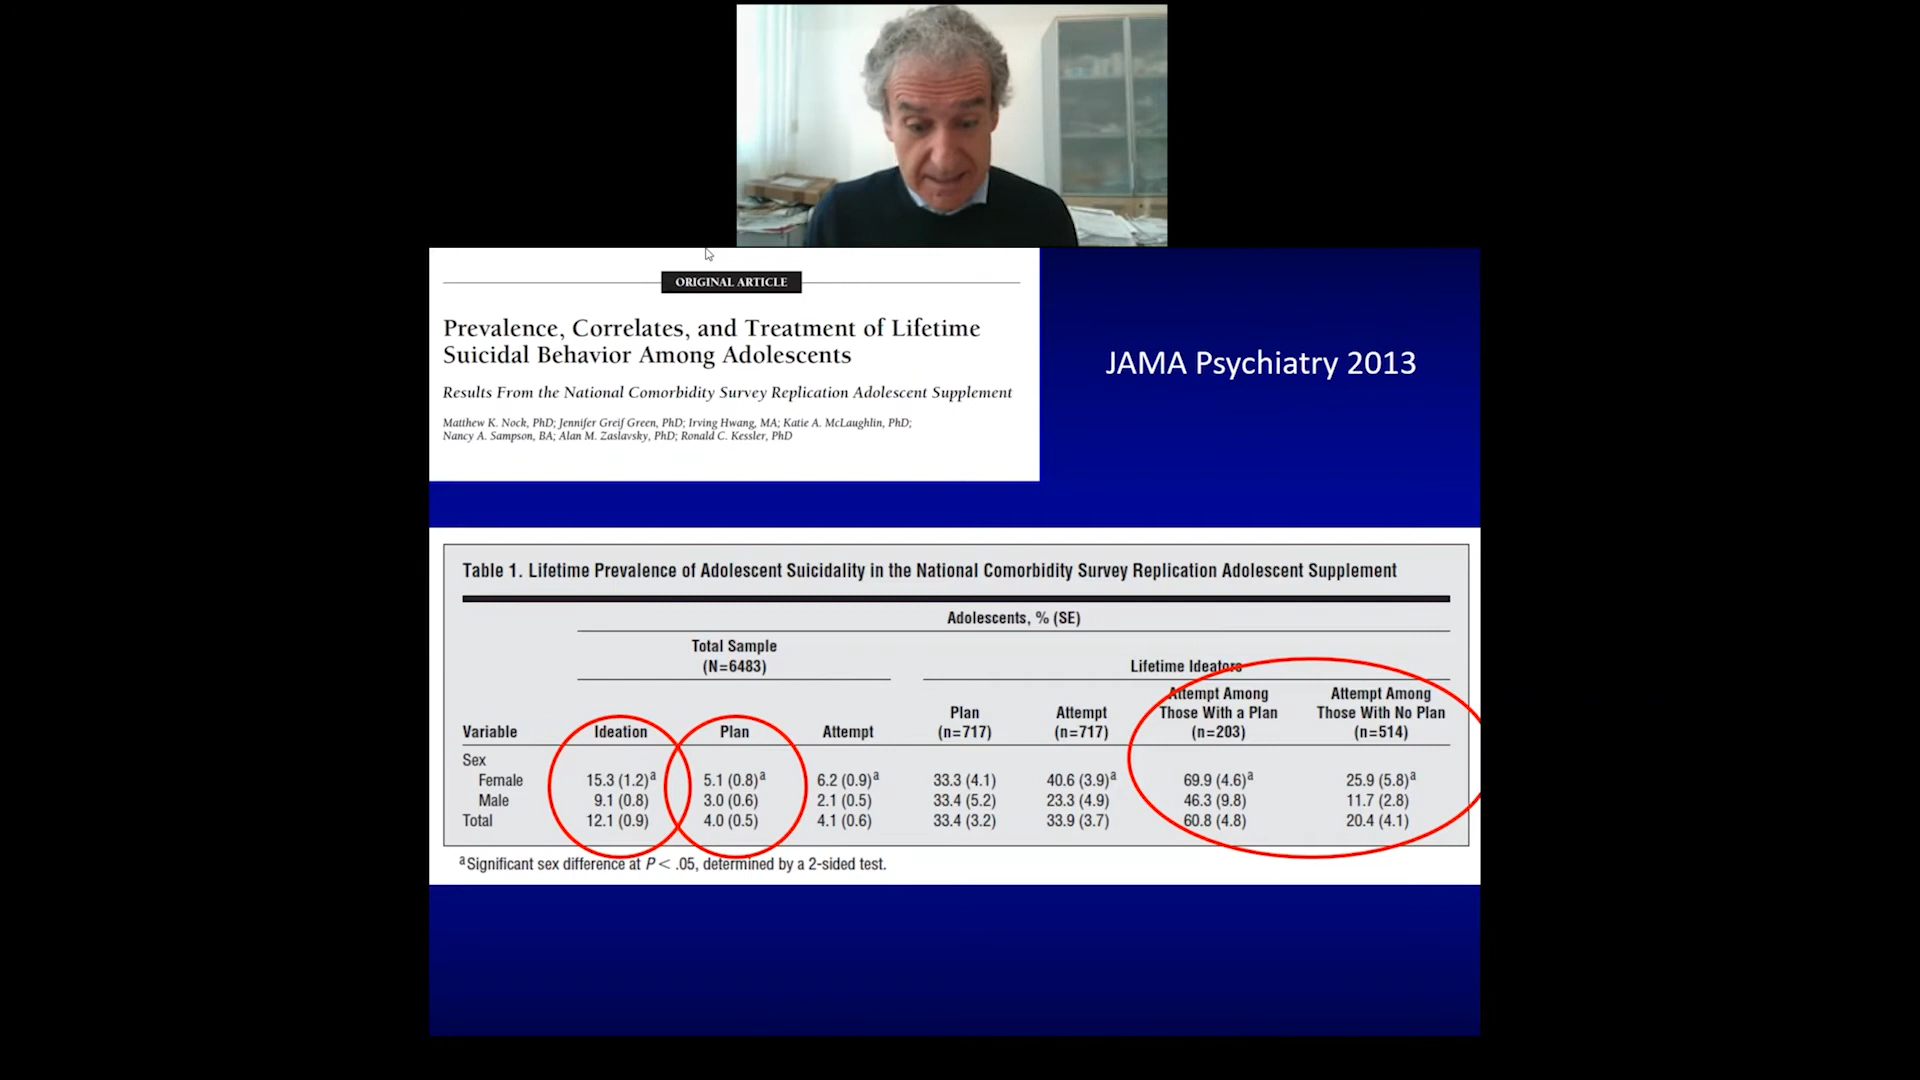 ORIGINAL ARTICLE
Prevalence, Correlates, and Treatment of Lifetime
Suicidal Behavior Among Adolescents
Results From the National Comorbidity Survey Replication Adolescent Supplement
Matthew K. Nock, PhD; Jennifer Greif Green, PhD; Irving Hwang, MA; Katie A. McLaughlin, PhD;
Nancy A. Sampson, BA; Alan M. Zaslavsky, PhD; Ronald C. Kessler, PhD
JAMA Psychiatry 2013
Table 1. Lifetime Prevalence of Adolescent Suicidality in the National Comorbidity Survey Replication Adolescent Supplement
Adolescents, % (SE)
Total Sample
(N=6483)
Lifetime Ideators
Variable Ideation Plan Attempt Plan (n=717) Attempt (n=717) Attempt Among Those With a Plan (n=203) Attempt Among Those With No Plan (n=514)
Sex
Female 15.3 (1.2)a 5.1 (0.8)a 6.2 (0.9)a 33.3 (4.1) 40.6 (3.9)a 69.9 (4.6)a 25.9 (5.8)a
Male 9.1 (0.8) 3.0 (0.6) 2.1 (0.5) 33.4 (5.2) 23.3 (4.9) 46.3 (9.8) 11.7 (2.8)
Total 12.1 (0.9) 4.0 (0.5) 4.1 (0.6) 33.4 (3.2) 33.9 (3.7) 60.8 (4.8) 20.4 (4.1)
a Significant sex difference at P < .05, determined by a 2-sided test.